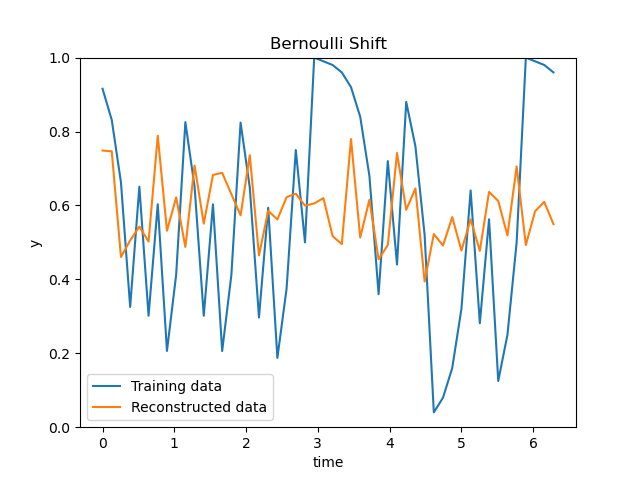 Bernoulli Shift
1.0
0.8
0.6
0.4
0.2
0.0
y
Training data
Reconstructed data
0 1 2 3 4 5 6
time